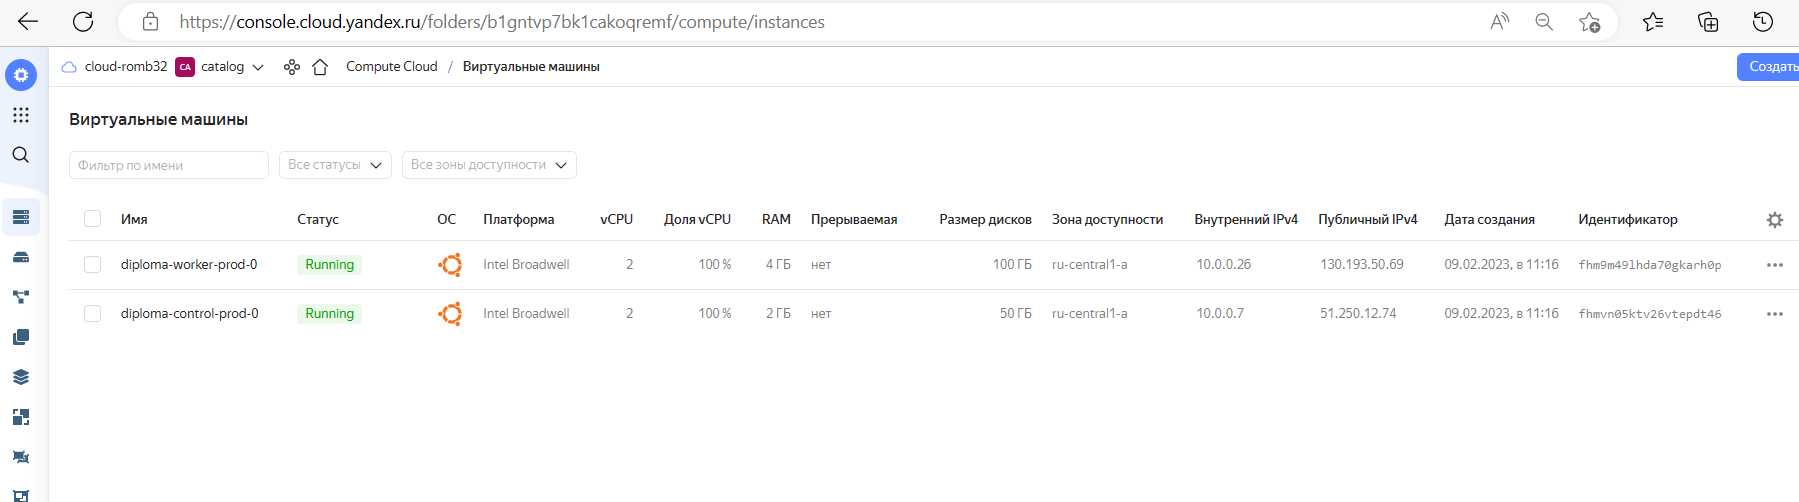 https://console.cloud.yandex.ru/folders/b1gntvp7bk1cakoqremf/compute/instances
cloud-romb32 CA catalog Compute Cloud / Виртуальные машины Создать
Виртуальные машины
Фильтр по имени Все статусы Все зоны доступности
Имя Статус ОС Платформа vCPU Доля vCPU RAM Прерываемая Размер дисков Зона доступности Внутренний IPv4 Публичный IPv4 Дата создания Идентификатор
diploma-worker-prod-0 Running Intel Broadwell 2 100 % 4 ГБ нет 100 ГБ ru-central1-a 10.0.0.26 130.193.50.69 09.02.2023, в 11:16 fhm9m49lhda70gkarh0p
diploma-control-prod-0 Running Intel Broadwell 2 100 % 2 ГБ нет 50 ГБ ru-central1-a 10.0.0.7 51.250.12.74 09.02.2023, в 11:16 fhmvn05ktv26vtepdt46